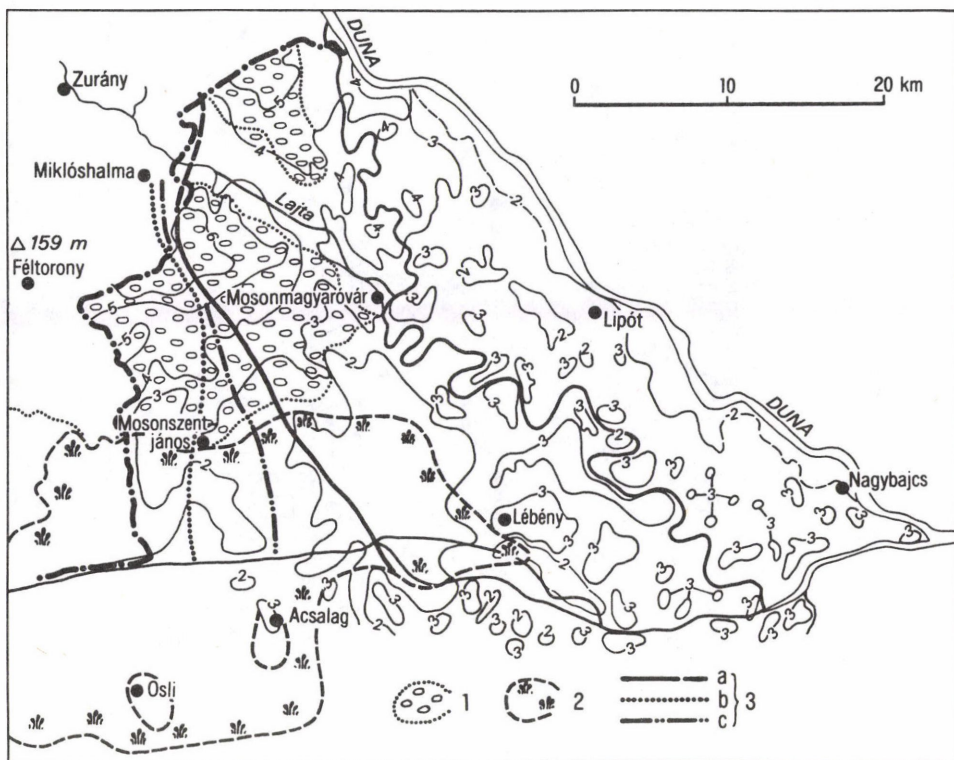 DUNA
Zurány
0 10 20 km
Miklóshalma
Lajta
△ 159 m
Féltorony
Mosonmagyaróvár
Lipót
DUNA
Mosonszent-
jános
Nagybajcs
Lébény
Acsalag
Osli
1
2
a
b
c
3